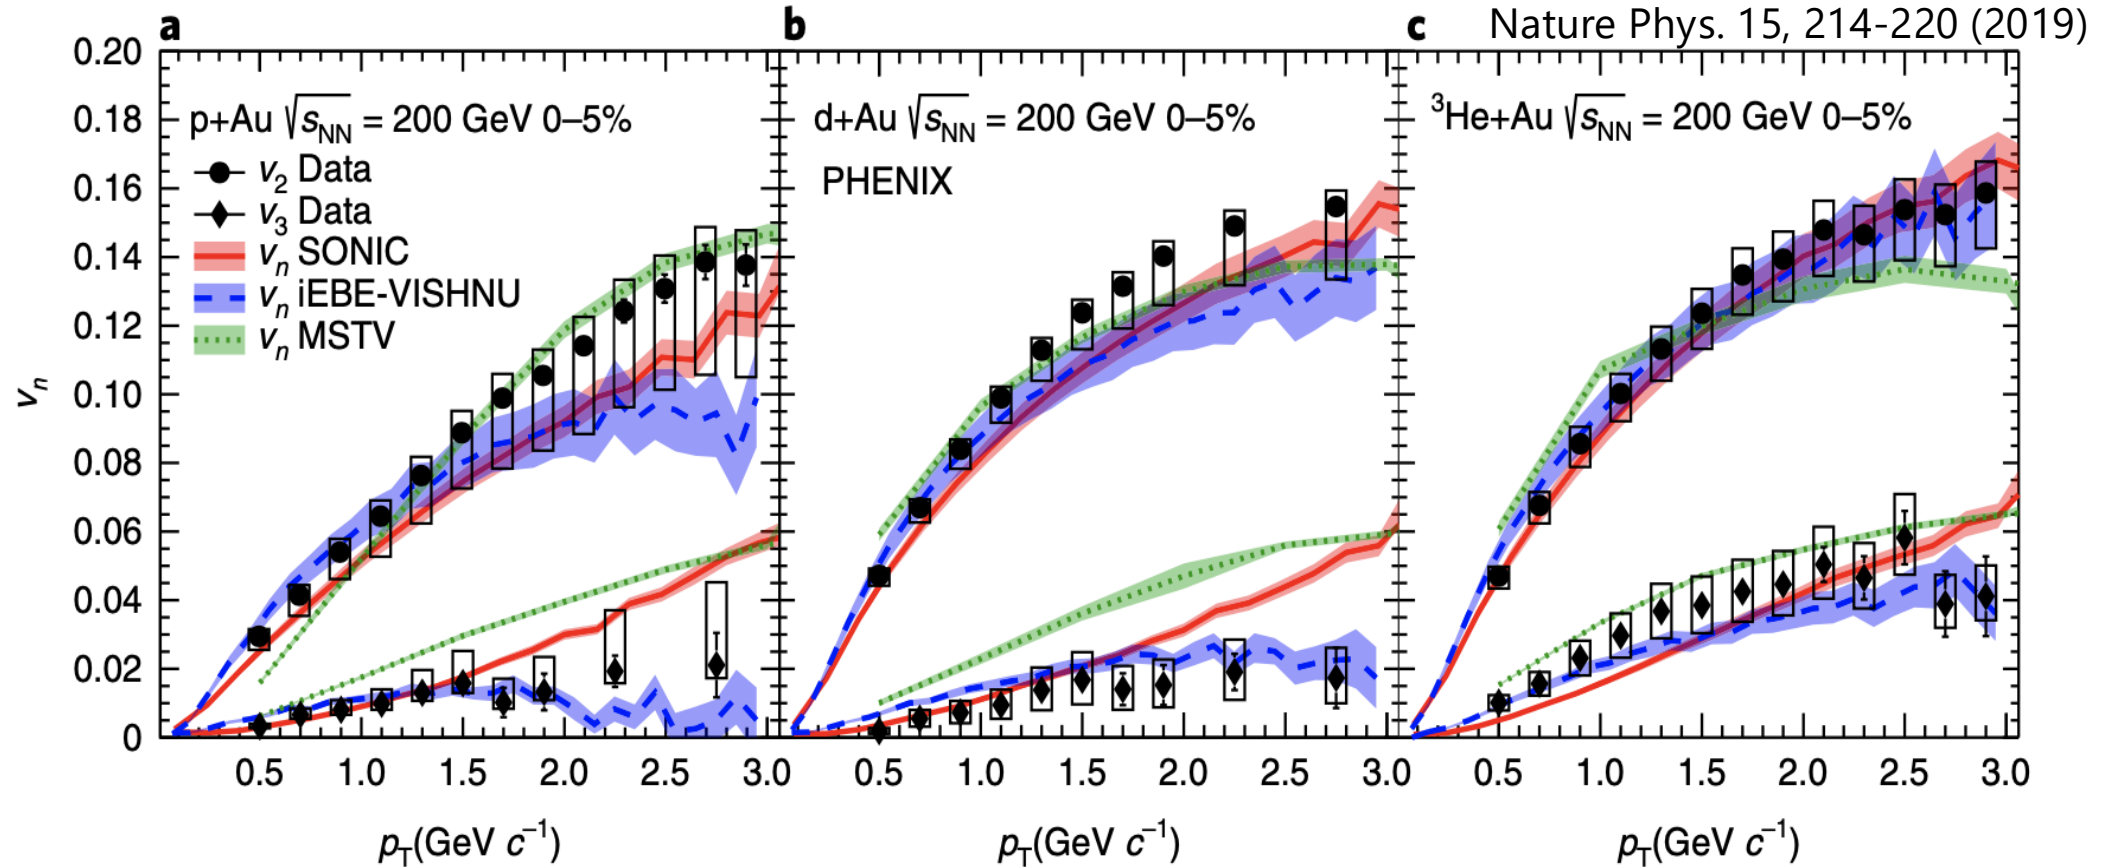 a
b
c
Nature Phys. 15, 214-220 (2019)
0.20
0.18
0.16
0.14
0.12
0.10
0.08
0.06
0.04
0.02
0
vn
p+Au √sNN = 200 GeV 0–5%
v2 Data
v3 Data
vn SONIC
vn iEBE-VISHNU
vn MSTV
d+Au √sNN = 200 GeV 0–5%
PHENIX
3He+Au √sNN = 200 GeV 0–5%
0.5 1.0 1.5 2.0 2.5 3.0
0.5 1.0 1.5 2.0 2.5 3.0
0.5 1.0 1.5 2.0 2.5 3.0
pT(GeV c−1)
pT(GeV c−1)
pT(GeV c−1)